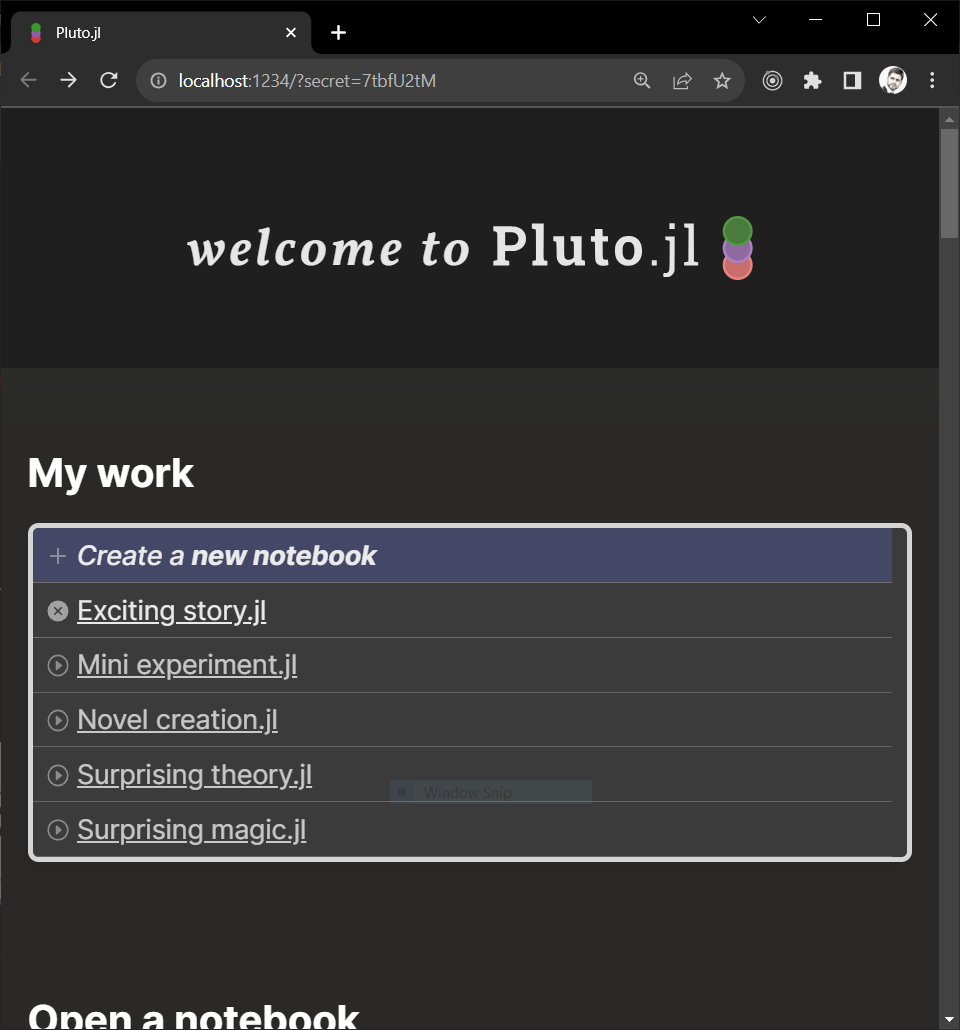 Pluto.jl
localhost:1234/?secret=7tbfU2tM
welcome to Pluto.jl
My work
Create a new notebook
Exciting story.jl
Mini experiment.jl
Novel creation.jl
Surprising theory.jl
Window Snip
Surprising magic.jl
Open a notebook